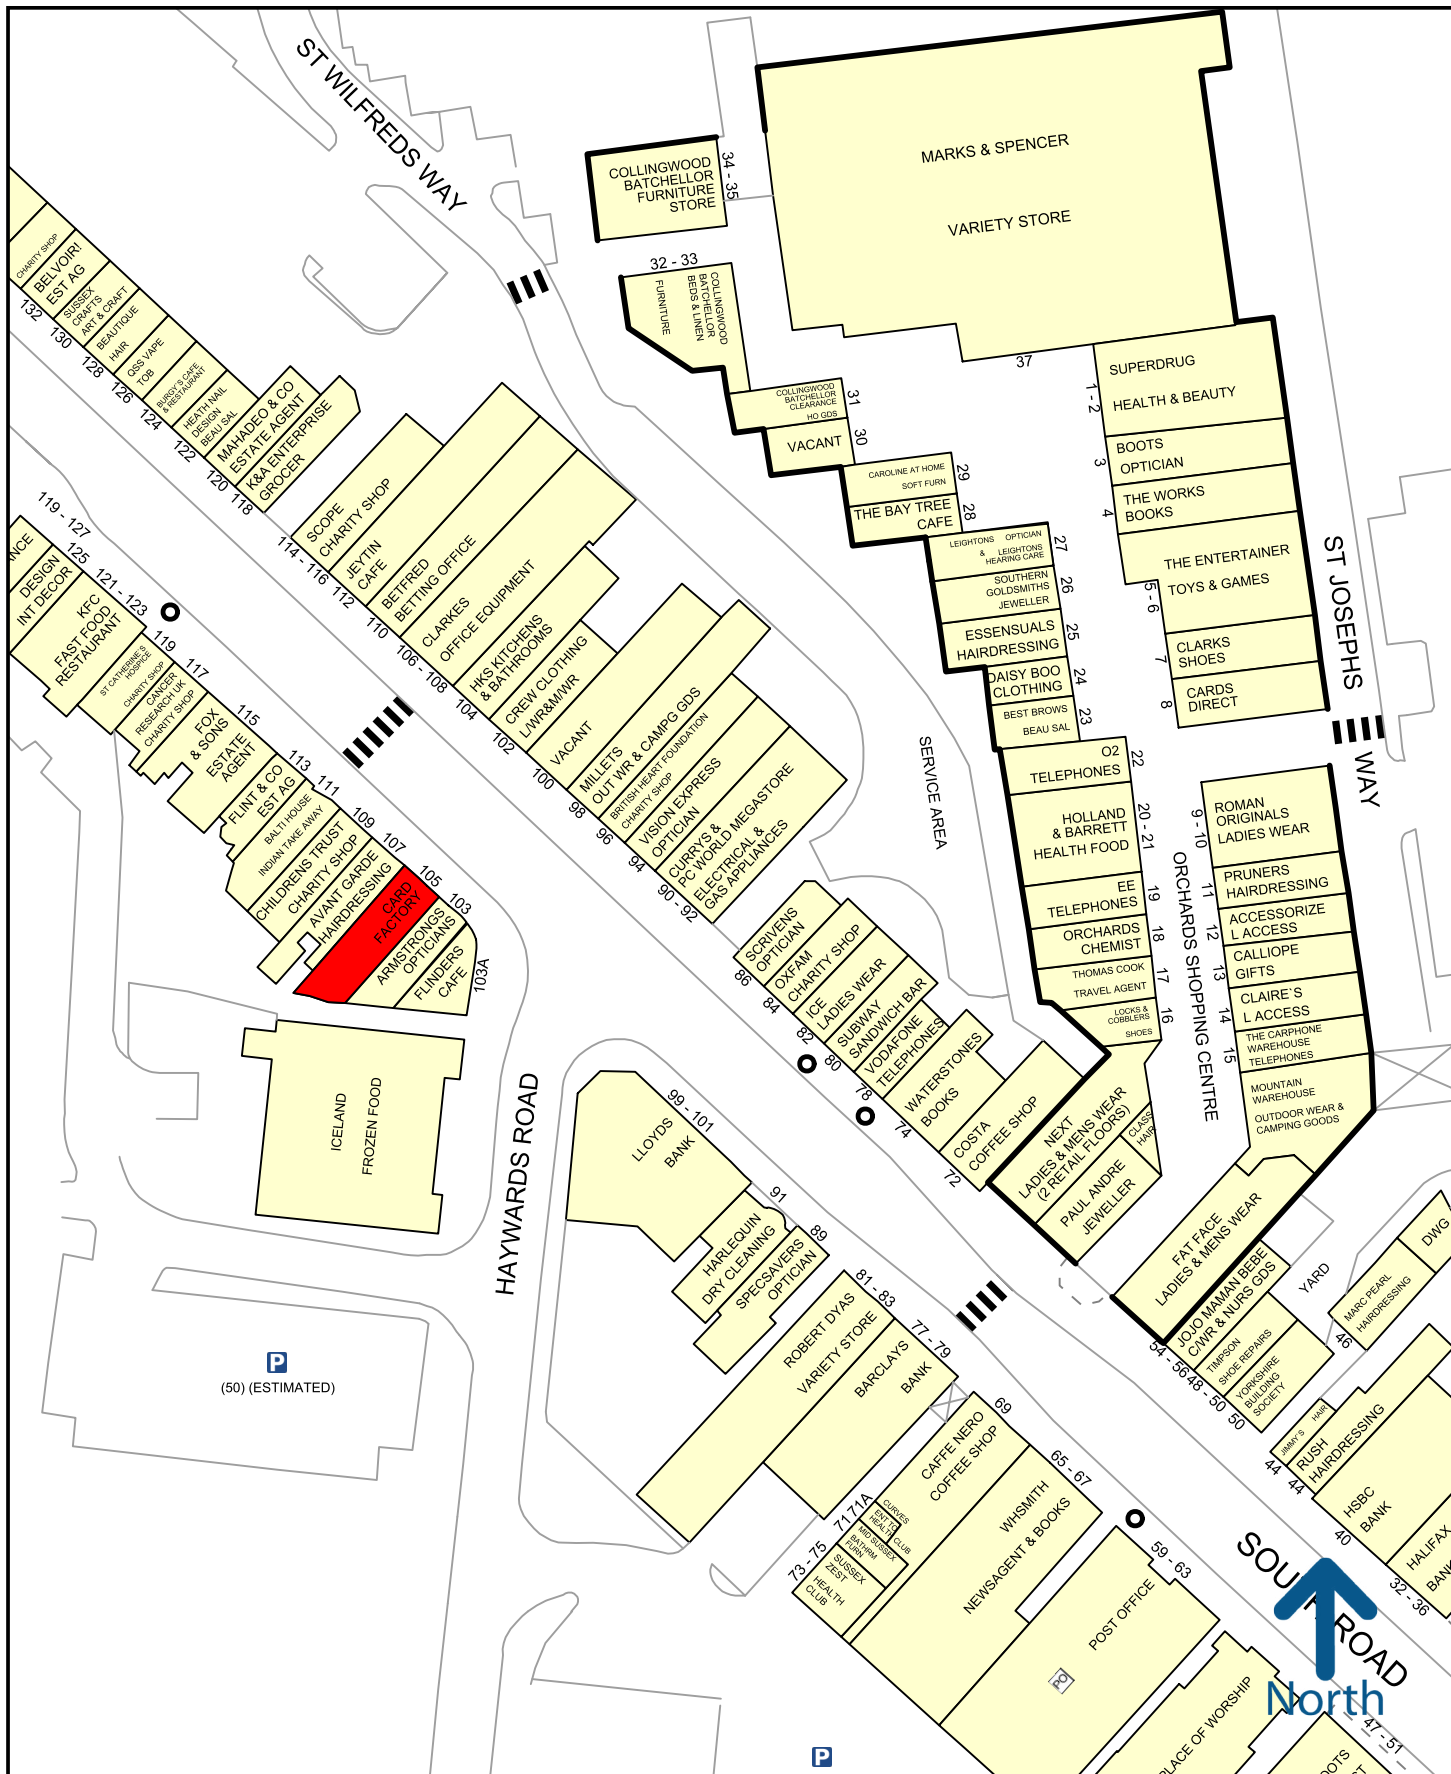 ST WILFREDS WAY
MARKS & SPENCER
VARIETY STORE
37
COLLINGWOOD
BATCHELLOR
FURNITURE
STORE
34 - 35
32 - 33
FURNITURE
COLLINGWOOD
BATCHELLOR
BEDS & LINEN
COLLINGWOOD
BATCHELLOR
CLEARANCE
HO GDS
31
VACANT
30
CAROLINE AT HOME
SOFT FURN
29
THE BAY TREE
CAFE
28
LEIGHTONS OPTICIAN
& LEIGHTONS
HEARING CARE
27
SOUTHERN
GOLDSMITHS
JEWELLER
26
ESSENSUALS
HAIRDRESSING
25
DAISY BOO
CLOTHING
24
BEST BROWS
BEAU SAL
23
O2
TELEPHONES
22
HOLLAND
& BARRETT
HEALTH FOOD
20 - 21
EE
TELEPHONES
19
ORCHARDS
CHEMIST
18
THOMAS COOK
TRAVEL AGENT
17
LOCKS &
COBBLERS
SHOES
16
NEXT
LADIES & MENS WEAR
(2 RETAIL FLOORS)
CLASS
HAIR
PAUL ANDRE
JEWELLER
SUPERDRUG
HEALTH & BEAUTY
1 - 2
BOOTS
OPTICIAN
3
THE WORKS
BOOKS
4
THE ENTERTAINER
TOYS & GAMES
5 - 6
CLARKS
SHOES
7
CARDS
DIRECT
8
ST JOSEPHS
WAY
ROMAN
ORIGINALS
LADIES WEAR
9 - 10
PRUNERS
HAIRDRESSING
11
ACCESSORIZE
L ACCESS
12
CALLIOPE
GIFTS
13
CLAIRE`S
L ACCESS
14
THE CARPHONE
WAREHOUSE
TELEPHONES
15
MOUNTAIN
WAREHOUSE
OUTDOOR WEAR &
CAMPING GOODS
ORCHARDS SHOPPING CENTRE
SERVICE AREA
FAT FACE
LADIES & MENS WEAR
JOJO MAMAN BEBE
C/WR & NURS GDS
54 - 56
TIMPSON
SHOE REPAIRS
48 - 50
YORKSHIRE
BUILDING
SOCIETY
50
YARD
MARC PEARL
HAIRDRESSING
46
DWG
JIMMY`S HAIR
44
RUSH
HAIRDRESSING
44
HSBC
BANK
40
HALIFAX
BANK
32 - 36
CHARITY SHOP
132
BELVOIR!
EST AG
130
SUSSEX
CRAFTS
ART & CRAFT
128
BEAUTIQUE
HAIR
126
QSS VAPE
TOB
124
BURGY`S CAFE
& RESTAURANT
HEATH NAIL
DESIGN
BEAU SAL
122
MAHADEO & CO
ESTATE AGENT
120
K&A ENTERPRISE
GROCER
118
SCOPE
CHARITY SHOP
114 - 116
JEYTIN
CAFE
112
BETFRED
BETTING OFFICE
110
CLARKES
OFFICE EQUIPMENT
106 - 108
HKS KITCHENS
& BATHROOMS
104
CREW CLOTHING
L/WR&M/WR
102
VACANT
100
MILLETS
OUT WR & CAMPG GDS
98
BRITISH HEART FOUNDATION
CHARITY SHOP
96
VISION EXPRESS
OPTICIAN
94
CURRYS &
PC WORLD MEGASTORE
ELECTRICAL &
GAS APPLIANCES
90 - 92
SCRIVENS
OPTICIAN
86
OXFAM
CHARITY SHOP
84
ICE
LADIES WEAR
82
SUBWAY
SANDWICH BAR
80
VODAFONE
TELEPHONES
78
WATERSTONES
BOOKS
74
COSTA
COFFEE SHOP
72
119 - 127
NCE
DESIGN
INT DECOR
125
KFC
FAST FOOD
RESTAURANT
121 - 123
ST CATHERINE`S
HOSPICE
CHARITY SHOP
119
CANCER
RESEARCH UK
CHARITY SHOP
117
FOX
& SONS
ESTATE
AGENT
115
FLINT & CO
EST AG
113
BALTI HOUSE
INDIAN TAKE AWAY
111
CHILDRENS TRUST
CHARITY SHOP
109
AVANT GARDE
HAIRDRESSING
107
CARD
FACTORY
105
ARMSTRONGS
OPTICIANS
103
FLINDERS
CAFE
103A
ICELAND
FROZEN FOOD
HAYWARDS ROAD
LLOYDS
BANK
99 - 101
HARLEQUIN
DRY CLEANING
91
SPECSAVERS
OPTICIAN
89
ROBERT DYAS
VARIETY STORE
81 - 83
BARCLAYS
BANK
77 - 79
CAFFE NERO
COFFEE SHOP
69
CURVES
ENT TO
HEALTH CLUB
71A
MID SUSSEX
BATHRM
FURN
71
SUSSEX
ZEST
HEALTH
CLUB
73 - 75
WHSMITH
NEWSAGENT & BOOKS
65 - 67
POST OFFICE
PO
59 - 63
PLACE OF WORSHIP
47 - 51
P
(50) (ESTIMATED)
P
ROAD
North